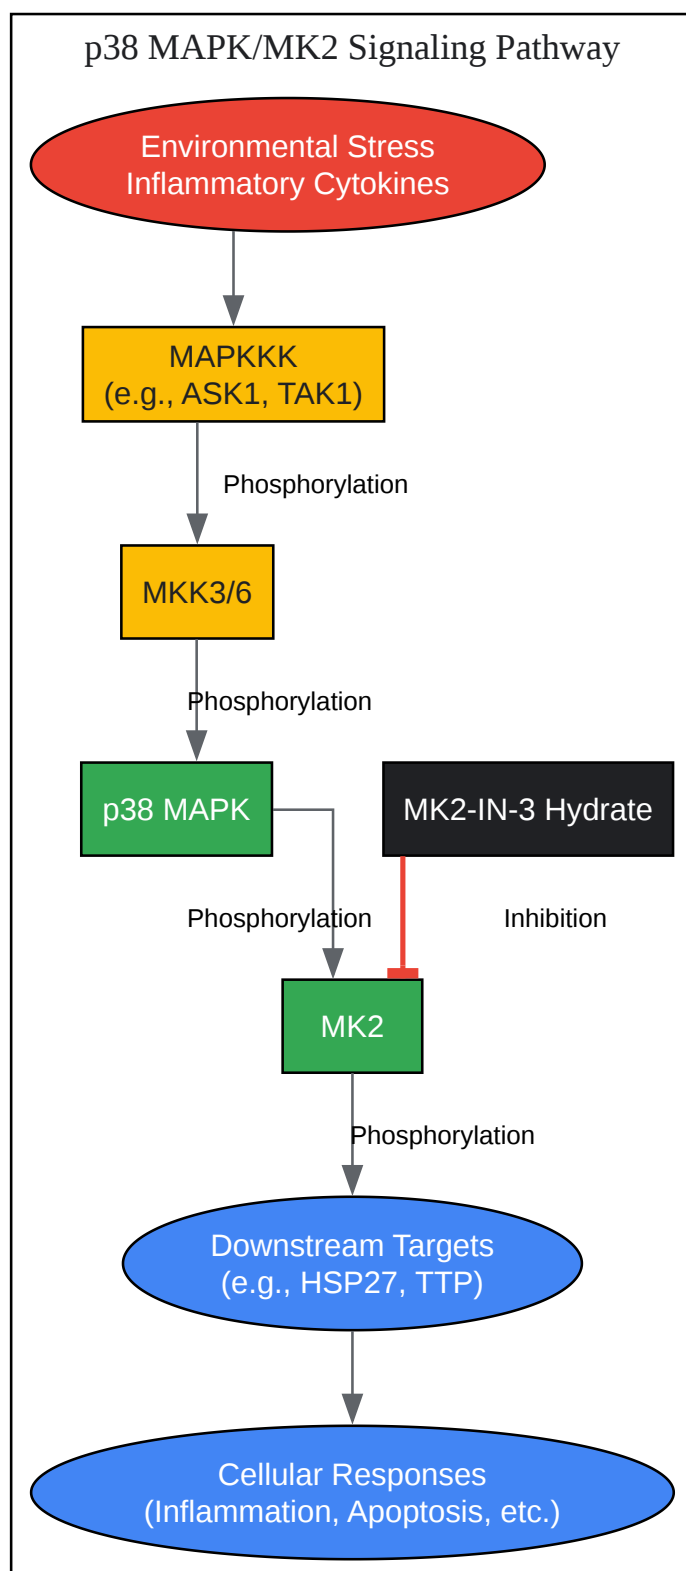 p38 MAPK/MK2 Signaling Pathway
Environmental Stress
Inflammatory Cytokines
MAPKKK
(e.g., ASK1, TAK1)
Phosphorylation
MKK3/6
Phosphorylation
p38 MAPK
MK2-IN-3 Hydrate
Phosphorylation
Inhibition
MK2
Phosphorylation
Downstream Targets
(e.g., HSP27, TTP)
Cellular Responses
(Inflammation, Apoptosis, etc.)